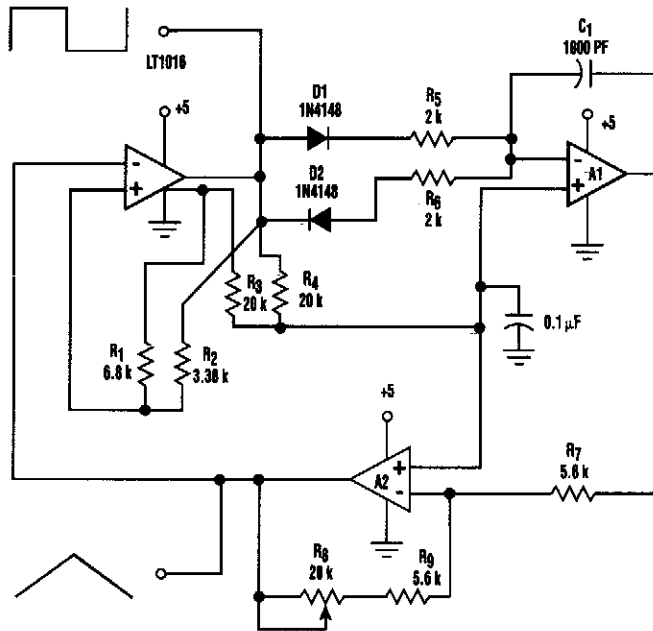 LT1016
+5
-
+
D1
1N4148
D2
1N4148
R5
2 k
R6
2 k
C1
1800 PF
+5
-
A1
+
R3
20 k
R4
20 k
0.1 µF
R1
6.8 k
R2
3.38 k
+5
+
A2
-
R7
5.6 k
R8
20 k
R9
5.6 k